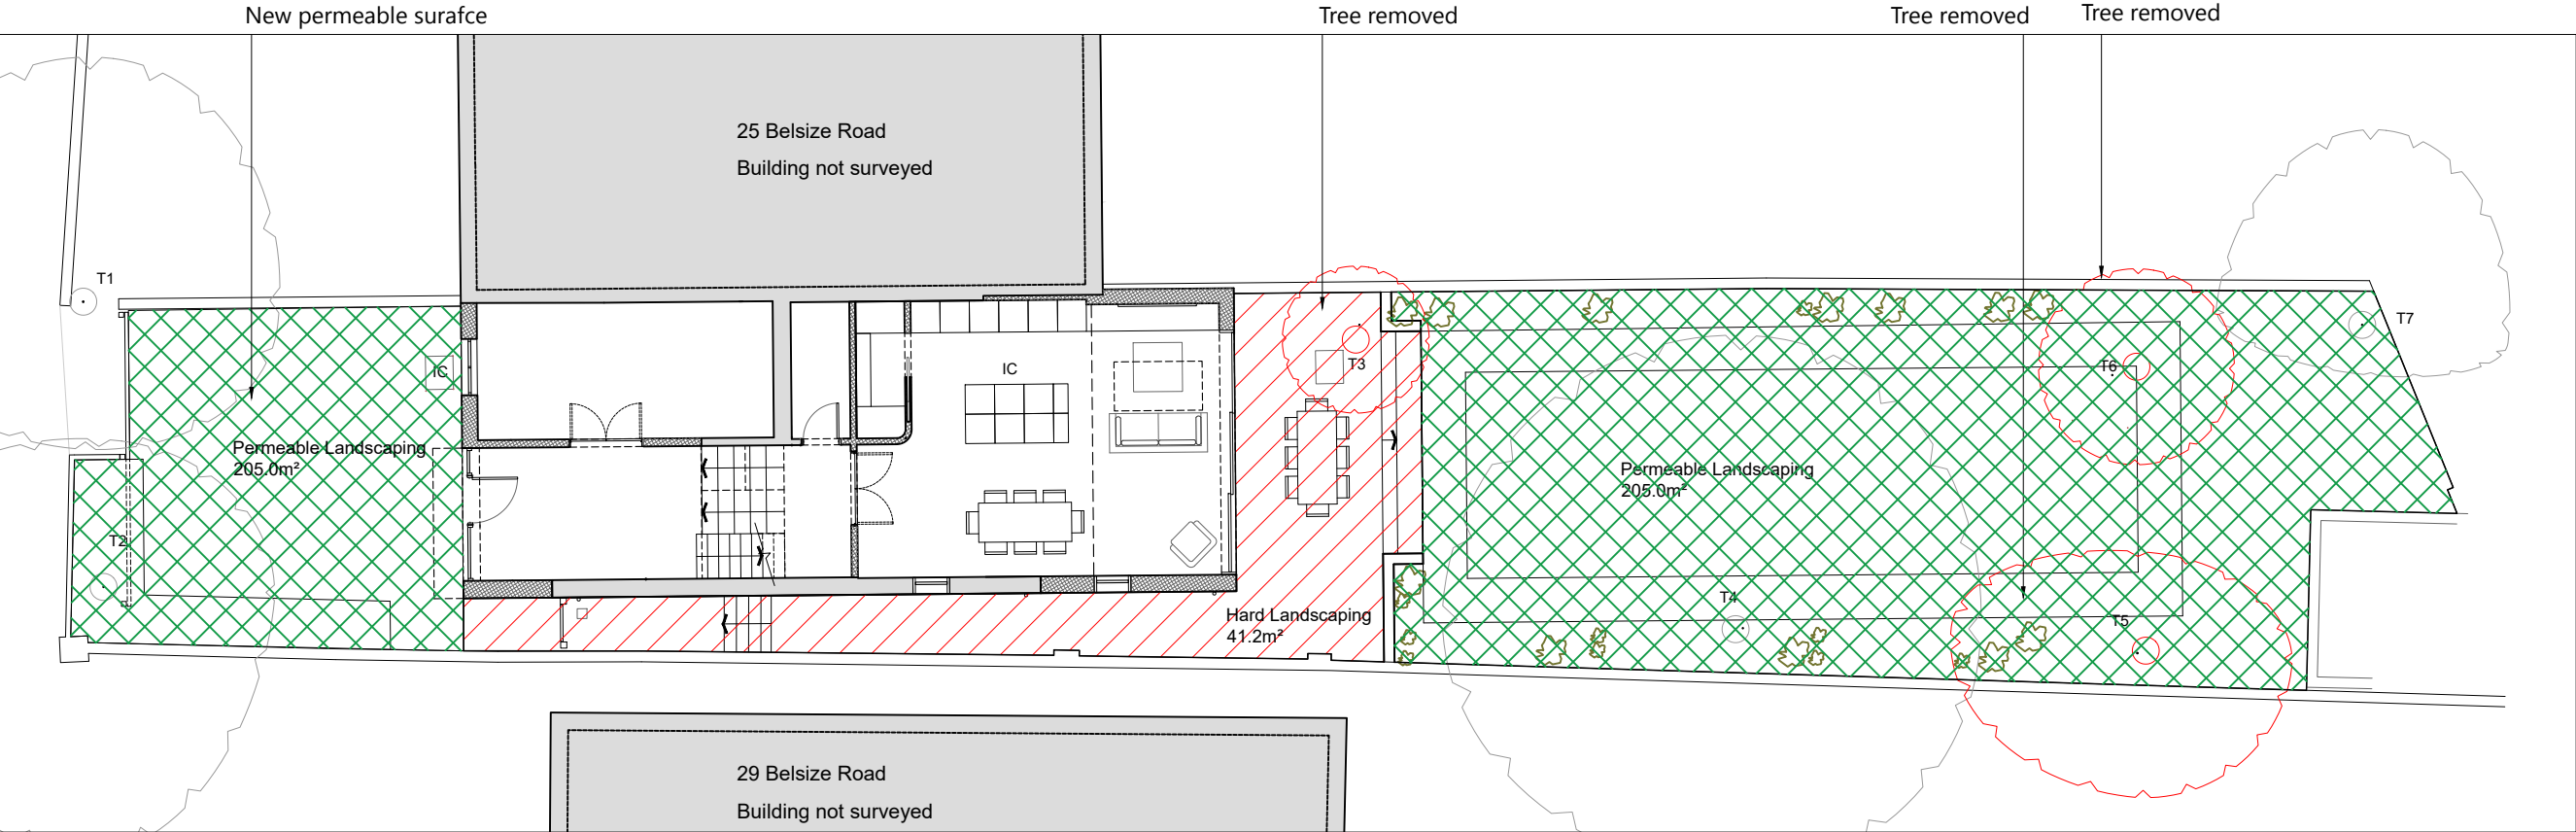 New permeable surafce
Tree removed
Tree removed
Tree removed
25 Belsize Road
Building not surveyed
T1
T7
IC
IC
T3
T6
Permeable Landscaping
205.0m²
Permeable Landscaping
205.0m²
T2
T4
Hard Landscaping
41.2m²
T5
29 Belsize Road
Building not surveyed